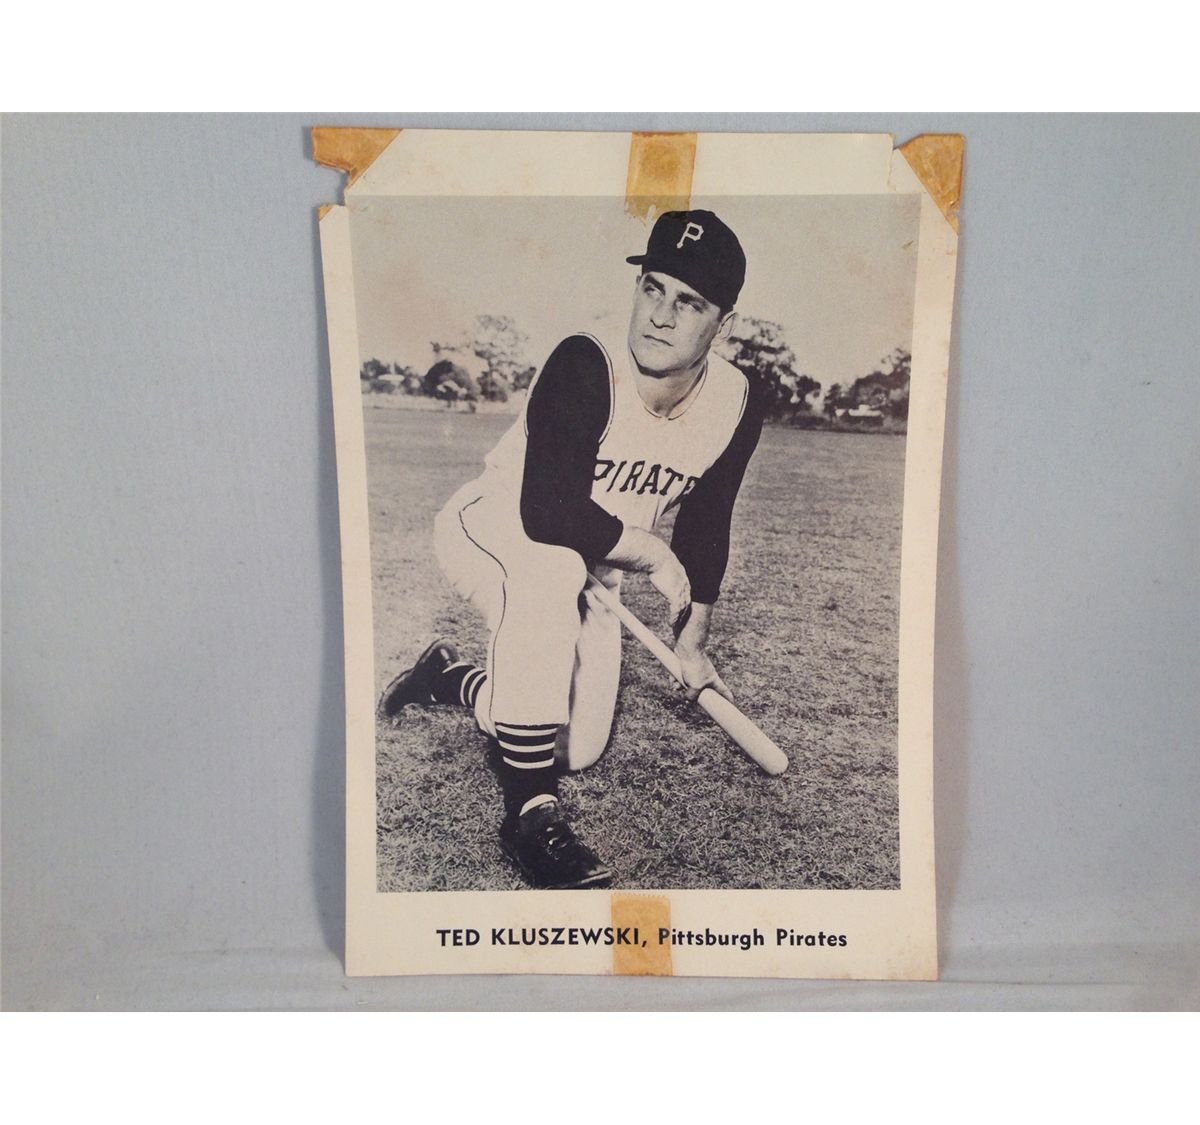 P
PIRATE
TED KLUSZEWSKI, Pittsburgh Pirates